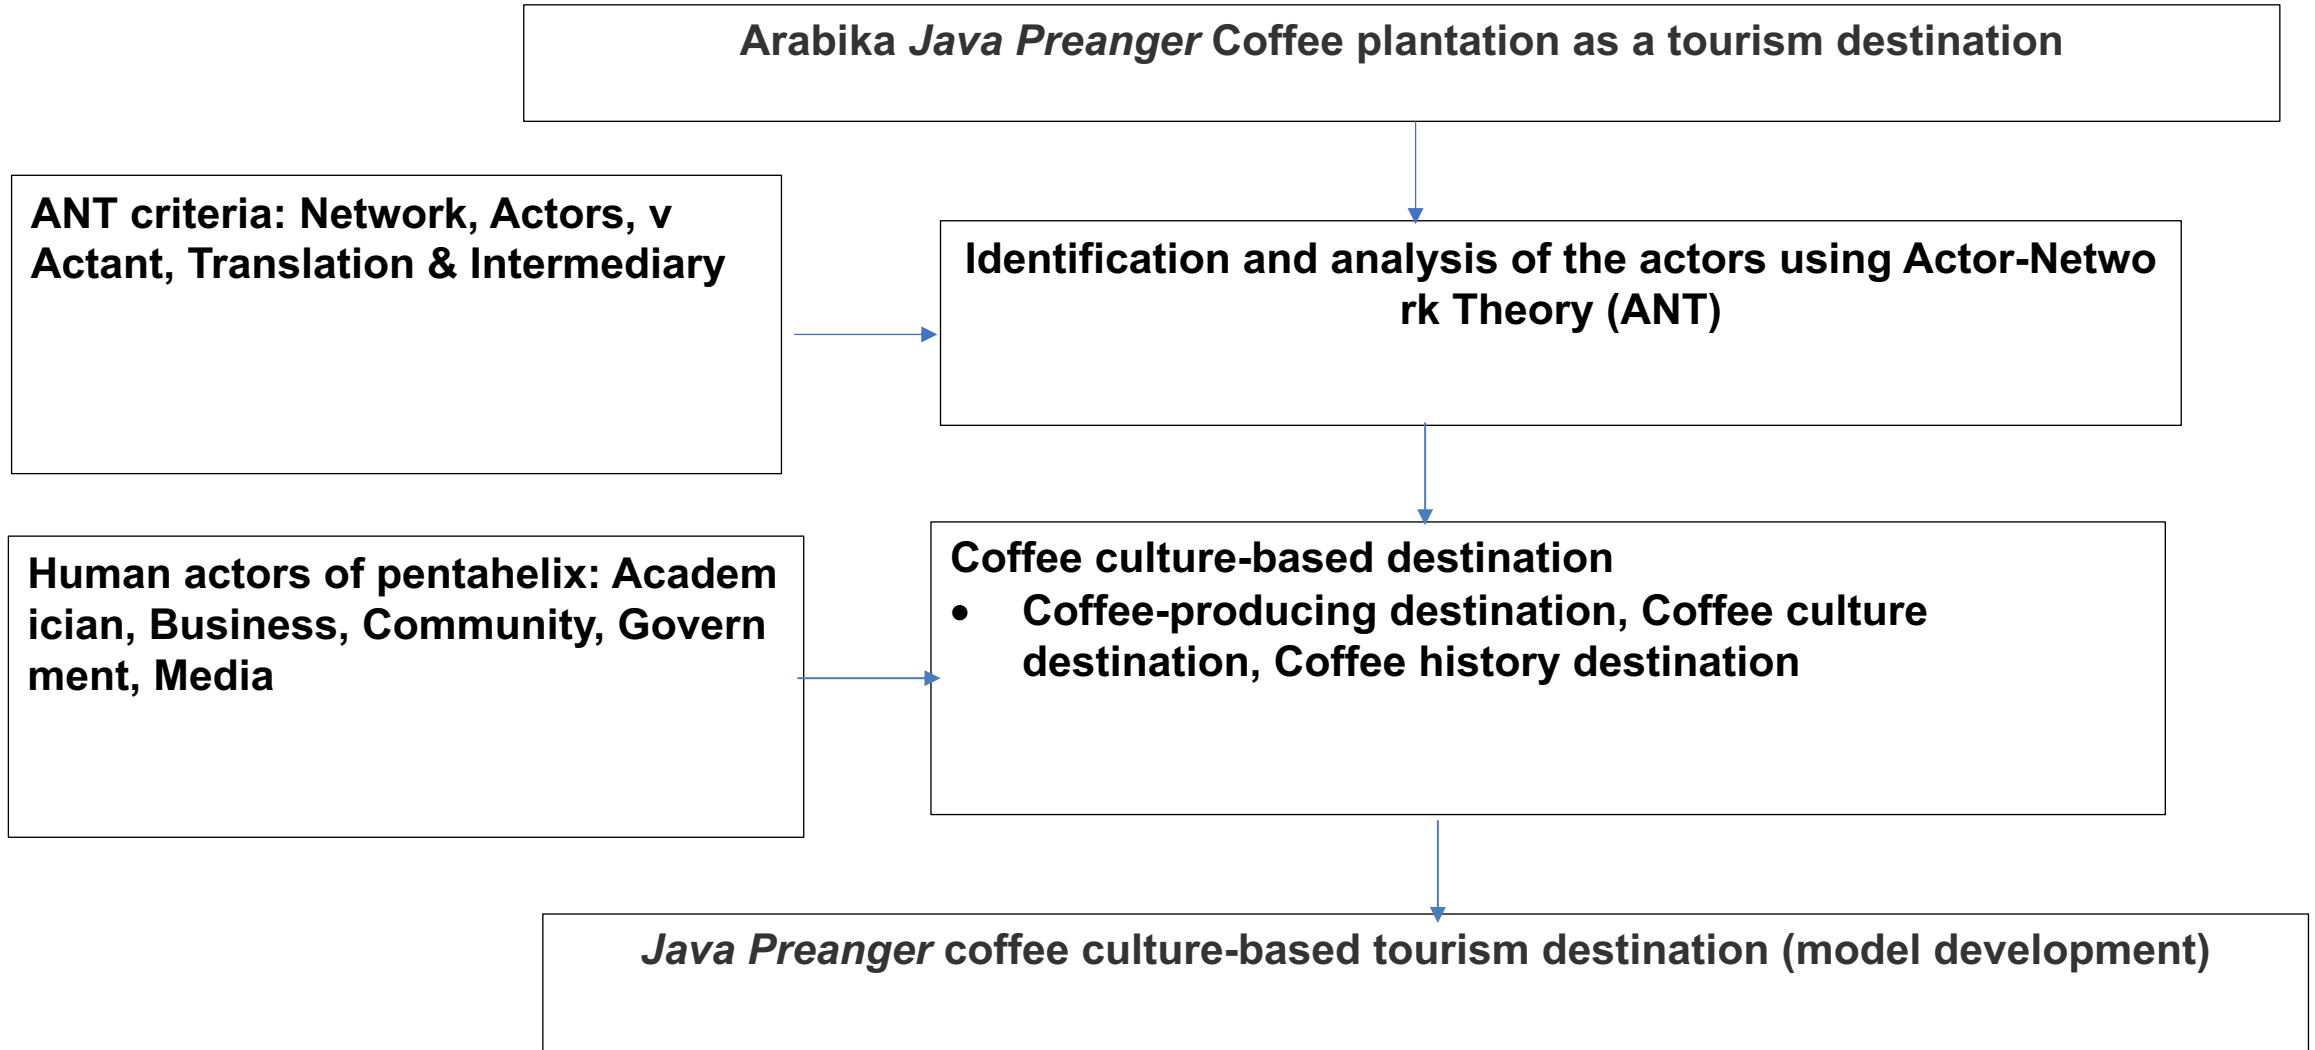 Arabika Java Preanger Coffee plantation as a tourism destination
ANT criteria: Network, Actors, v
Actant, Translation & Intermediary
Identification and analysis of the actors using Actor-Netwo
rk Theory (ANT)
Human actors of pentahelix: Academ
ician, Business, Community, Govern
ment, Media
Coffee culture-based destination
• Coffee-producing destination, Coffee culture
destination, Coffee history destination
Java Preanger coffee culture-based tourism destination (model development)